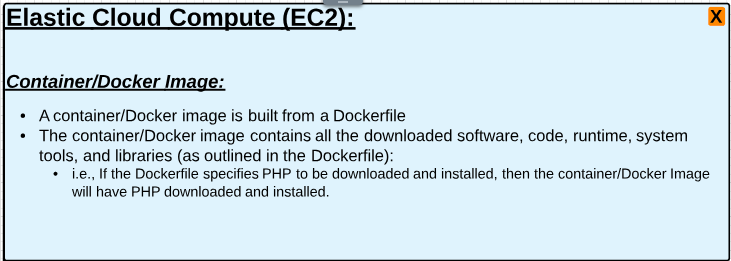 Elastic Cloud Compute (EC2):
X
Container/Docker Image:
• A container/Docker image is built from a Dockerfile
• The container/Docker image contains all the downloaded software, code, runtime, system
tools, and libraries (as outlined in the Dockerfile):
• i.e., If the Dockerfile specifies PHP to be downloaded and installed, then the container/Docker Image
will have PHP downloaded and installed.